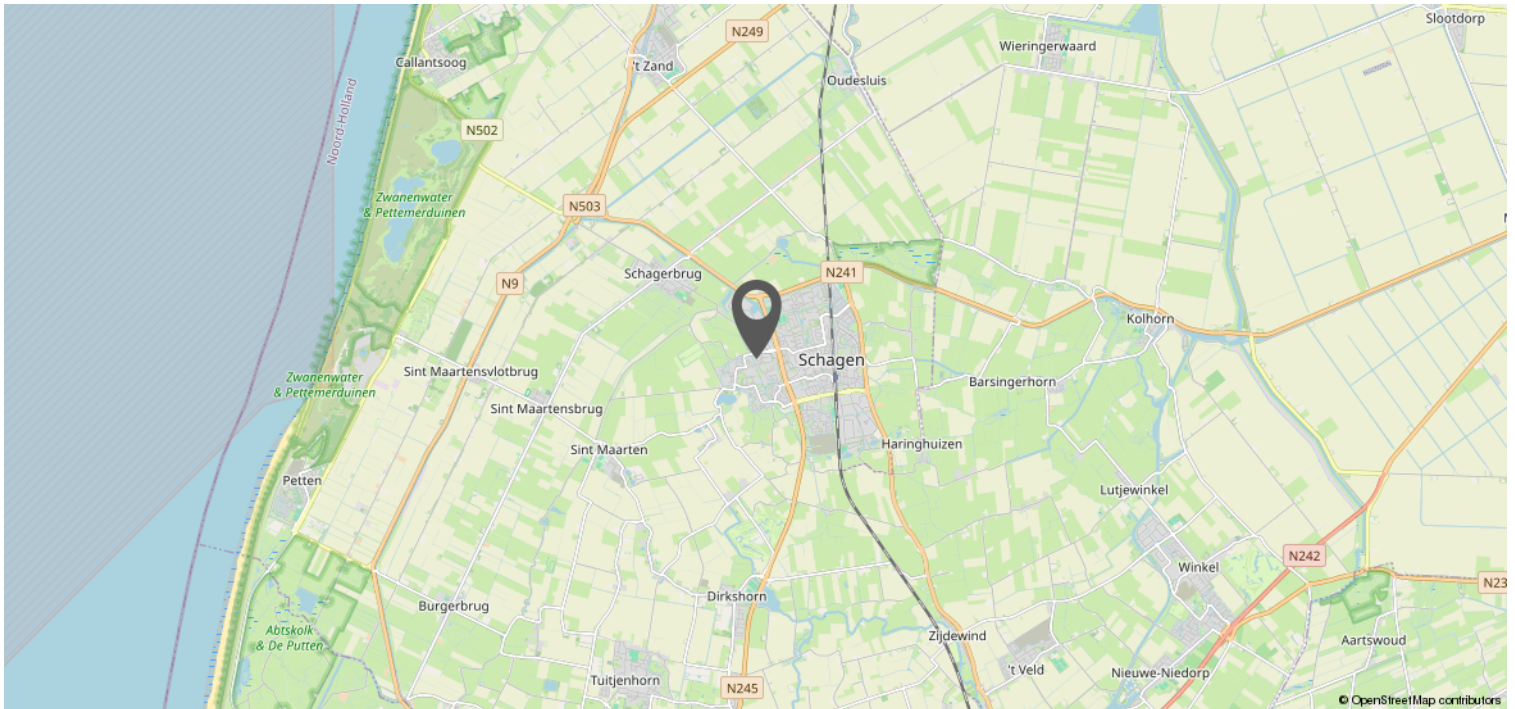 Slootdorp
N249
Wieringerwaard
Callantsoog
't Zand
Oudesluis
Noord-Holland
N502
Zwanenwater
& Pettemerduinen
N503
Schagerbrug
N241
N9
Kolhorn
Schagen
Sint Maartensvlotbrug
Zwanenwater
& Pettemerduinen
Barsingerhorn
Sint Maartensbrug
Haringhuizen
Sint Maarten
Petten
Lutjewinkel
N242
Winkel
N23
Dirkshorn
Burgerbrug
Abtskolk
& De Putten
Zijdewind
Aartswoud
't Veld
Nieuwe-Niedorp
Tuitjenhorn
N245
© OpenStreetMap contributors